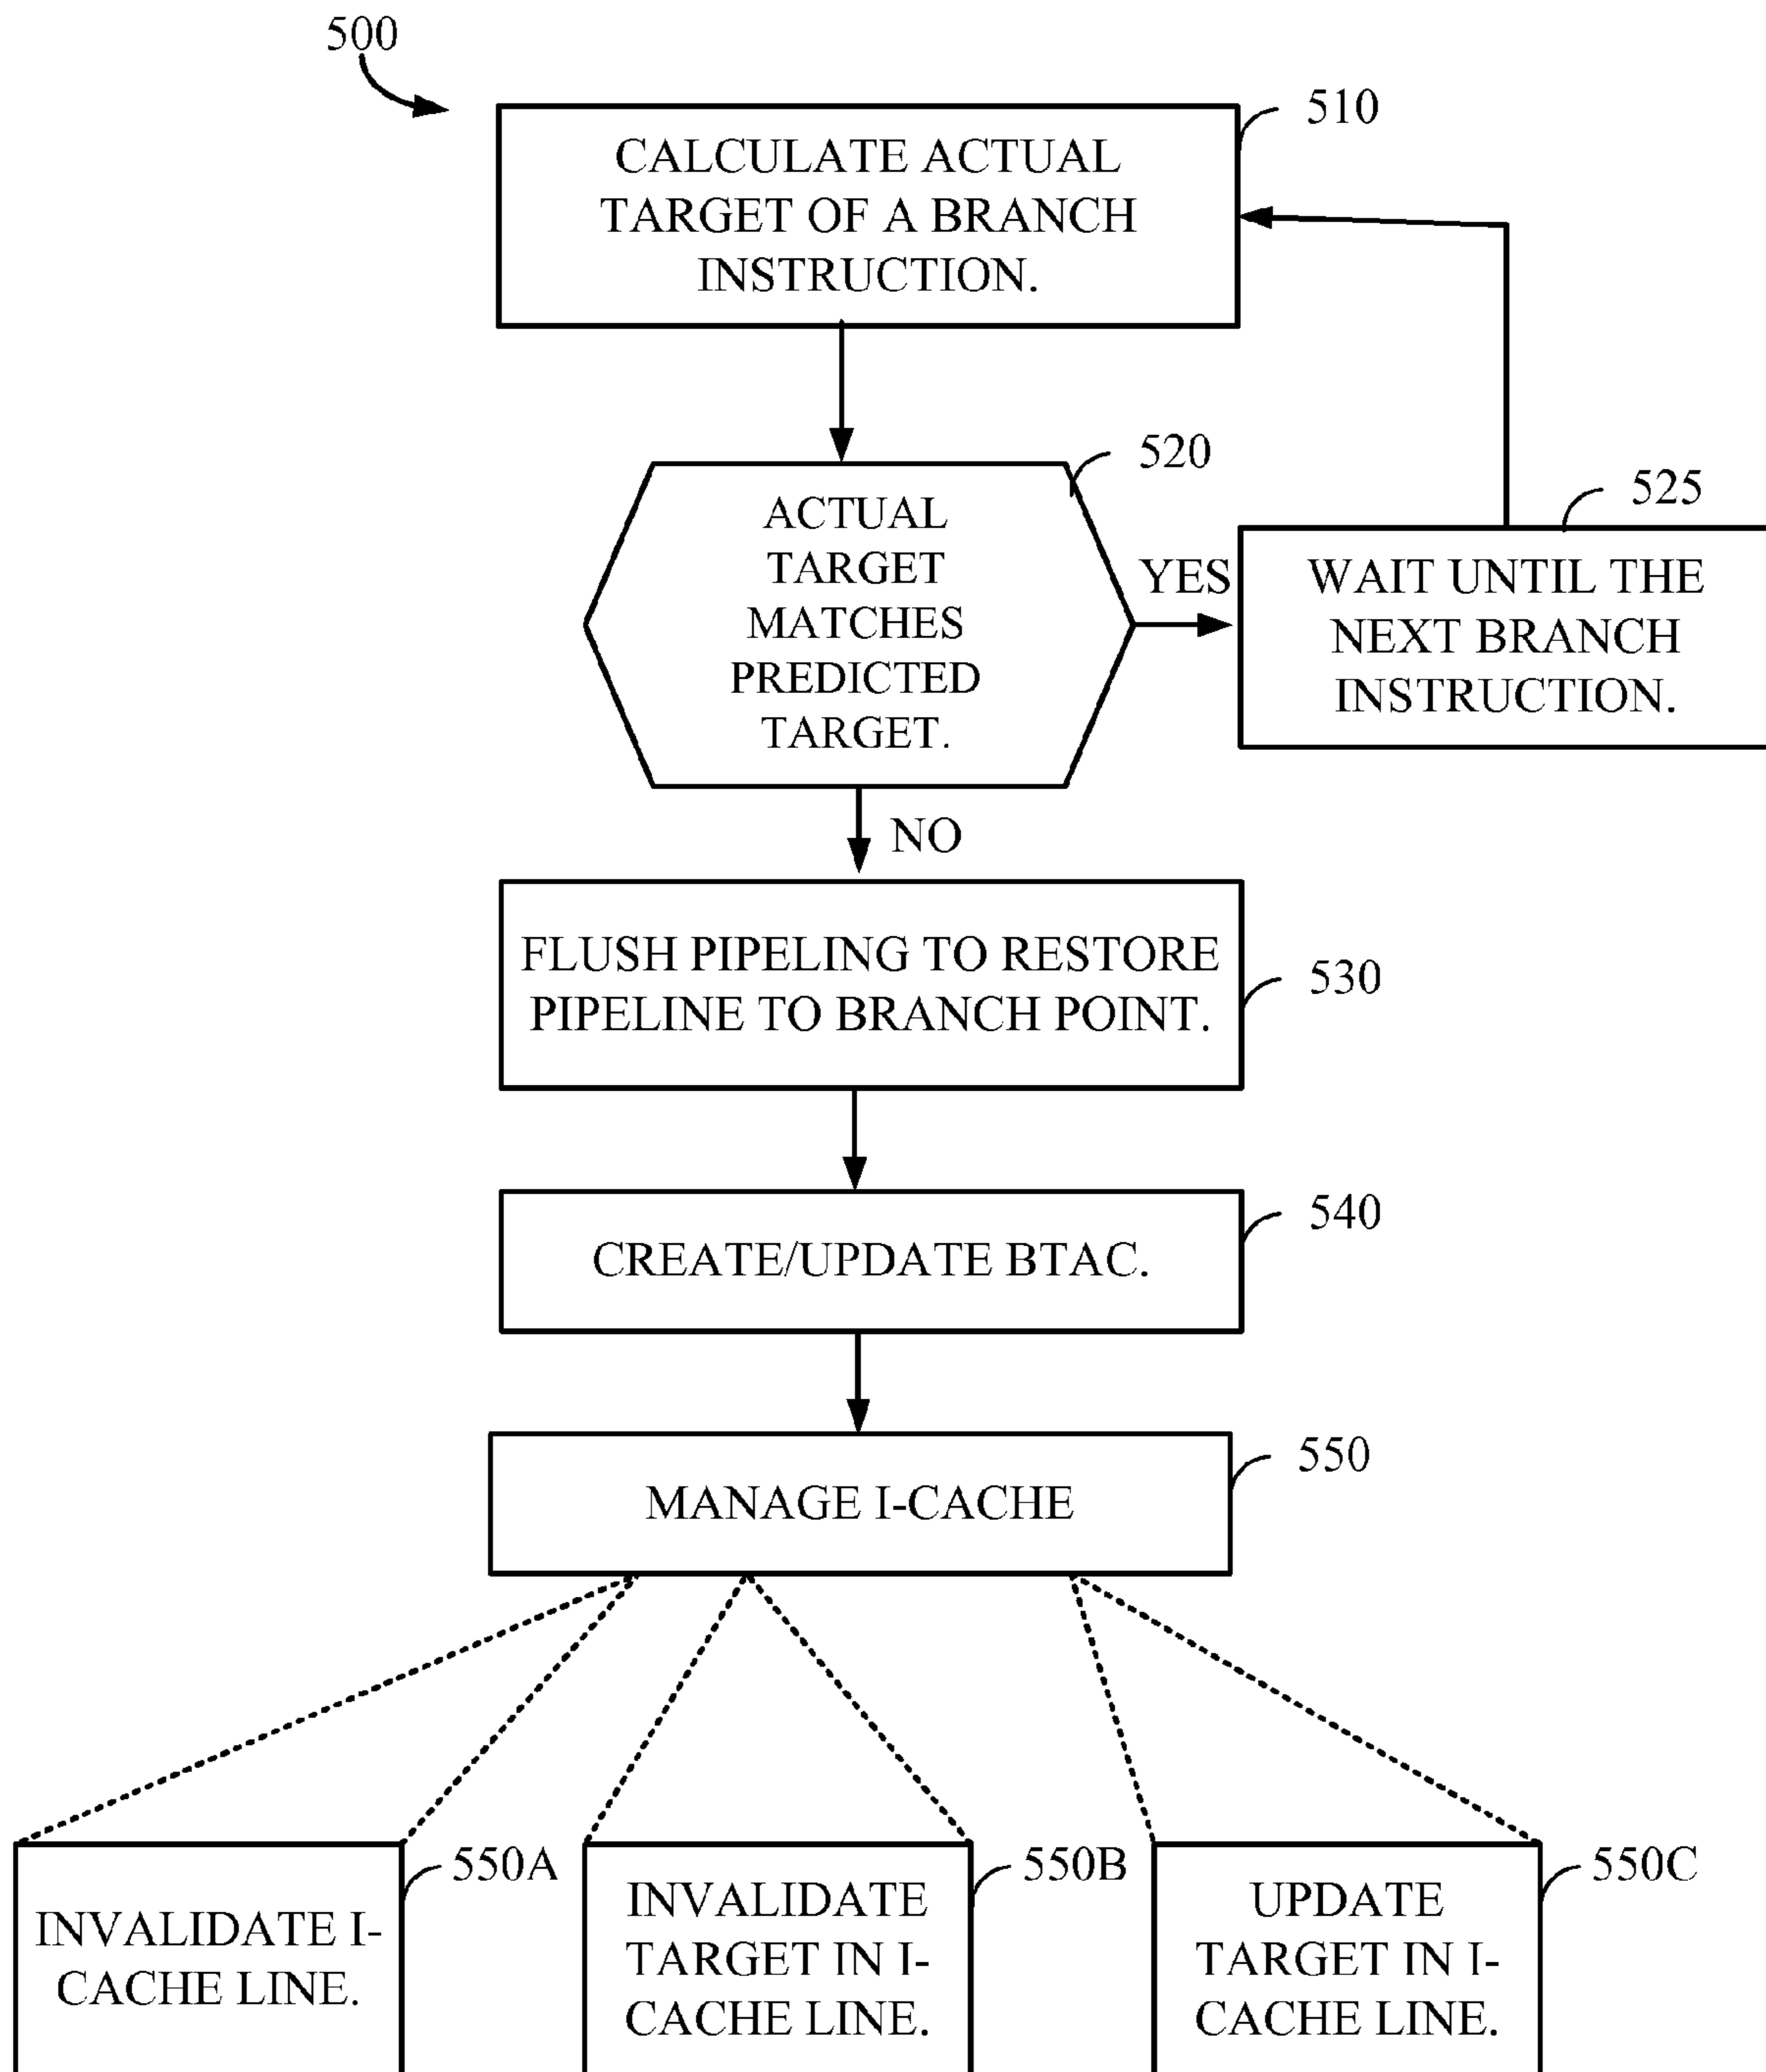 500
510
CALCULATE ACTUAL
TARGET OF A BRANCH
INSTRUCTION.
520
ACTUAL
TARGET
MATCHES
PREDICTED
TARGET.
YES
525
WAIT UNTIL THE
NEXT BRANCH
INSTRUCTION.
NO
FLUSH PIPELING TO RESTORE
PIPELINE TO BRANCH POINT.
530
540
CREATE/UPDATE BTAC.
550
MANAGE I-CACHE
550A
INVALIDATE I-
CACHE LINE.
550B
INVALIDATE
TARGET IN I-
CACHE LINE.
550C
UPDATE
TARGET IN I-
CACHE LINE.